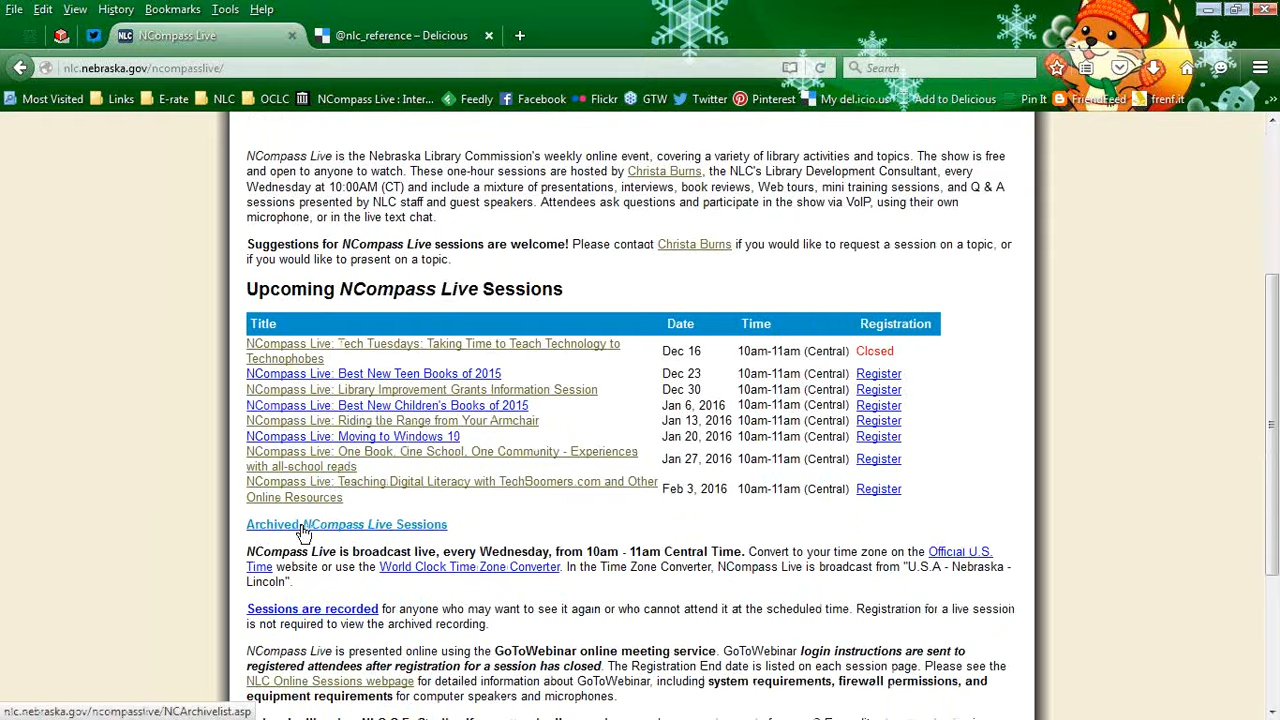 File Edit View History Bookmarks Tools Help
NLC NCompass Live × @nlc_reference – Delicious × +
nlc.nebraska.gov/ncompasslive/ Search
Most Visited Links E-rate NLC OCLC NCompass Live : Inter... Feedly Facebook Flickr GTW Twitter Pinterest My del.icio.us Add to Delicious Pin It FriendFeed frenf.it »
NCompass Live is the Nebraska Library Commission's weekly online event, covering a variety of library activities and topics. The show is free
and open to anyone to watch. These one-hour sessions are hosted by Christa Burns, the NLC's Library Development Consultant, every
Wednesday at 10:00AM (CT) and include a mixture of presentations, interviews, book reviews, Web tours, mini training sessions, and Q & A
sessions presented by NLC staff and guest speakers. Attendees ask questions and participate in the show via VoIP, using their own
microphone, or in the live text chat.
Suggestions for NCompass Live sessions are welcome! Please contact Christa Burns if you would like to request a session on a topic, or
if you would like to present on a topic.
Upcoming NCompass Live Sessions
Title Date Time Registration
NCompass Live: Tech Tuesdays: Taking Time to Teach Technology to
Technophobes Dec 16 10am-11am (Central) Closed
NCompass Live: Best New Teen Books of 2015 Dec 23 10am-11am (Central) Register
NCompass Live: Library Improvement Grants Information Session Dec 30 10am-11am (Central) Register
NCompass Live: Best New Children's Books of 2015 Jan 6, 2016 10am-11am (Central) Register
NCompass Live: Riding the Range from Your Armchair Jan 13, 2016 10am-11am (Central) Register
NCompass Live: Moving to Windows 10 Jan 20, 2016 10am-11am (Central) Register
NCompass Live: One Book, One School, One Community - Experiences
with all-school reads Jan 27, 2016 10am-11am (Central) Register
NCompass Live: Teaching Digital Literacy with TechBoomers.com and Other
Online Resources Feb 3, 2016 10am-11am (Central) Register
Archived NCompass Live Sessions
NCompass Live is broadcast live, every Wednesday, from 10am - 11am Central Time. Convert to your time zone on the Official U.S.
Time website or use the World Clock Time Zone Converter. In the Time Zone Converter, NCompass Live is broadcast from "U.S.A - Nebraska -
Lincoln".
Sessions are recorded for anyone who may want to see it again or who cannot attend it at the scheduled time. Registration for a live session
is not required to view the archived recording.
NCompass Live is presented online using the GoToWebinar online meeting service. GoToWebinar login instructions are sent to
registered attendees after registration for a session has closed. The Registration End date is listed on each session page. Please see the
NLC Online Sessions webpage for detailed information about GoToWebinar, including system requirements, firewall permissions, and
equipment requirements for computer speakers and microphones.
nlc.nebraska.gov/ncompasslive/NCArchivelist.asp